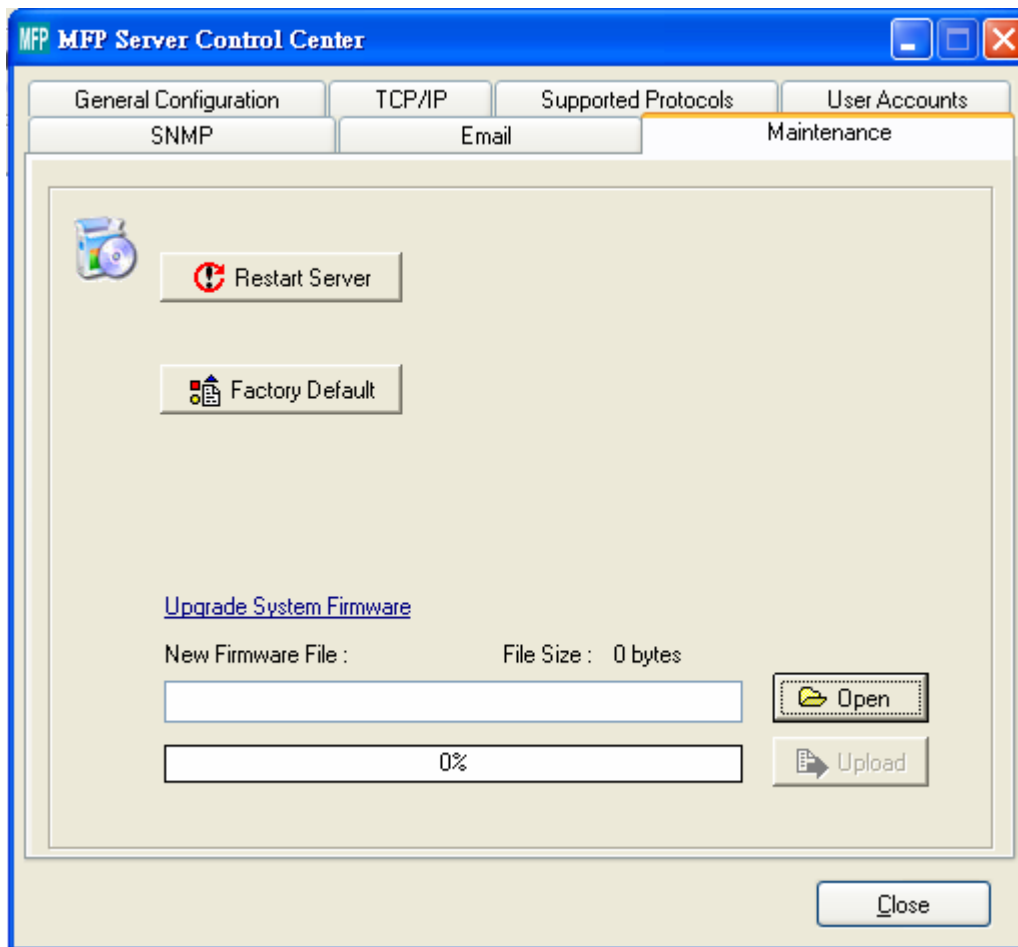 MFP MFP Server Control Center
General Configuration TCP/IP Supported Protocols User Accounts
SNMP Email Maintenance
Restart Server
Factory Default
Upgrade System Firmware
New Firmware File : File Size : 0 bytes
Open
0%
Upload
Close